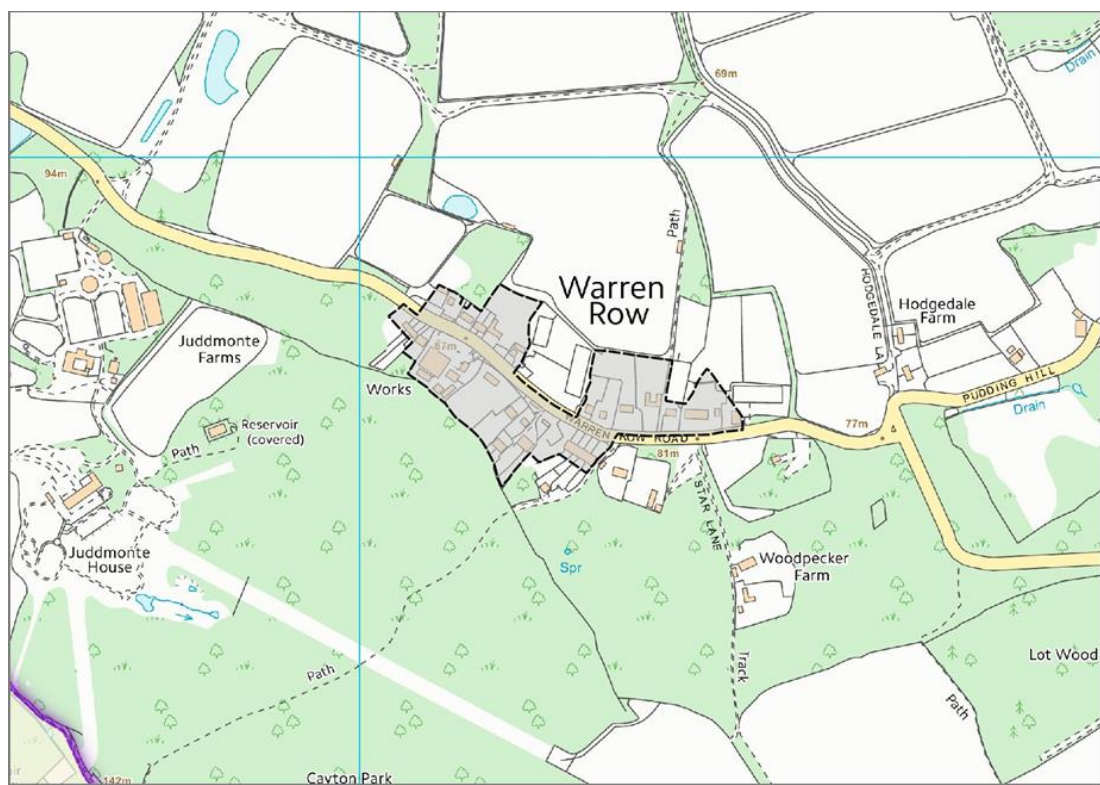 69m
Drain
94m
Path
Warren
Row
HODGEDALE LA
Hodgedale
Farm
Juddmonte
Farms
87m
Works
PUDDING HILL
Drain
WARREN ROW ROAD
77m
81m
Reservoir
(covered)
Path
STAR LANE
Juddmonte
House
Spr
Woodpecker
Farm
Track
Lot Wood
Path
Path
142m
Cayton Park